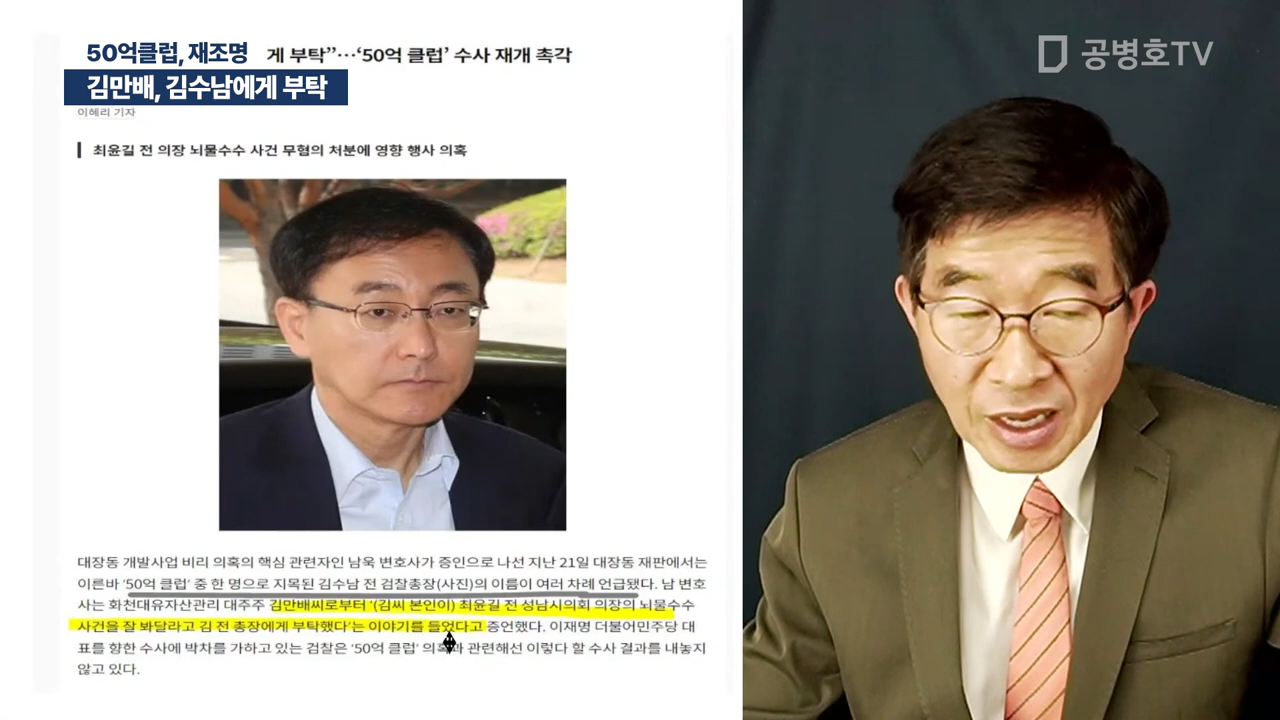 50억클럽, 재조명
게 부탁”…‘50억 클럽’ 수사 재개 촉각
공병호TV
김만배, 김수남에게 부탁
이혜리 기자
최윤길 전 의장 뇌물수수 사건 무혐의 처분에 영향 행사 의혹
대장동 개발사업 비리 의혹의 핵심 관련자인 남욱 변호사가 증인으로 나선 지난 21일 대장동 재판에서는
이른바 ‘50억 클럽’ 중 한 명으로 지목된 김수남 전 검찰총장(사진)의 이름이 여러 차례 언급됐다. 남 변호
사는 화천대유자산관리 대주주 김만배씨로부터 ‘(김씨 본인이) 최윤길 전 성남시의회 의장의 뇌물수수
사건을 잘 봐달라고 김 전 총장에게 부탁했다’는 이야기를 들었다고 증언했다. 이재명 더불어민주당 대
표를 향한 수사에 박차를 가하고 있는 검찰은 ‘50억 클럽’ 의혹과 관련해선 이렇다 할 수사 결과를 내놓지
않고 있다.